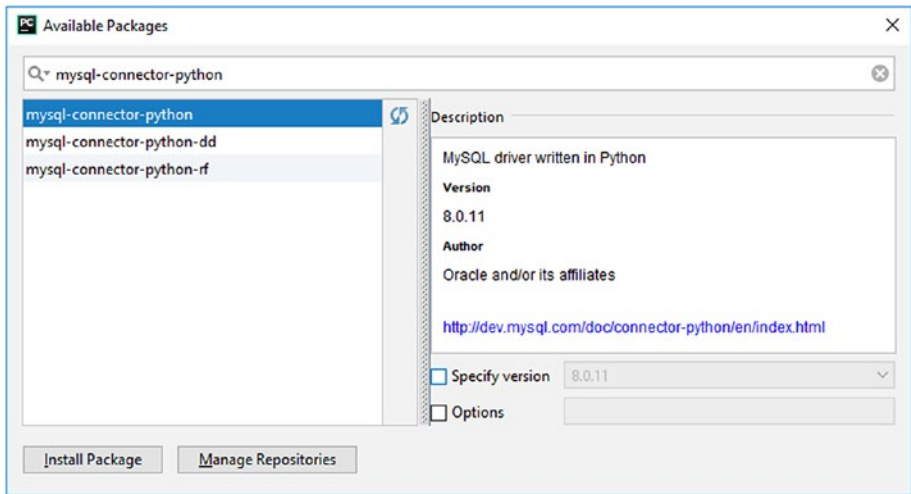 PC Available Packages
mysql-connector-python
mysql-connector-python
mysql-connector-python-dd
mysql-connector-python-rf
Description
MySQL driver written in Python
Version
8.0.11
Author
Oracle and/or its affiliates
http://dev.mysql.com/doc/connector-python/en/index.html
Specify version 8.0.11
Options
Install Package Manage Repositories